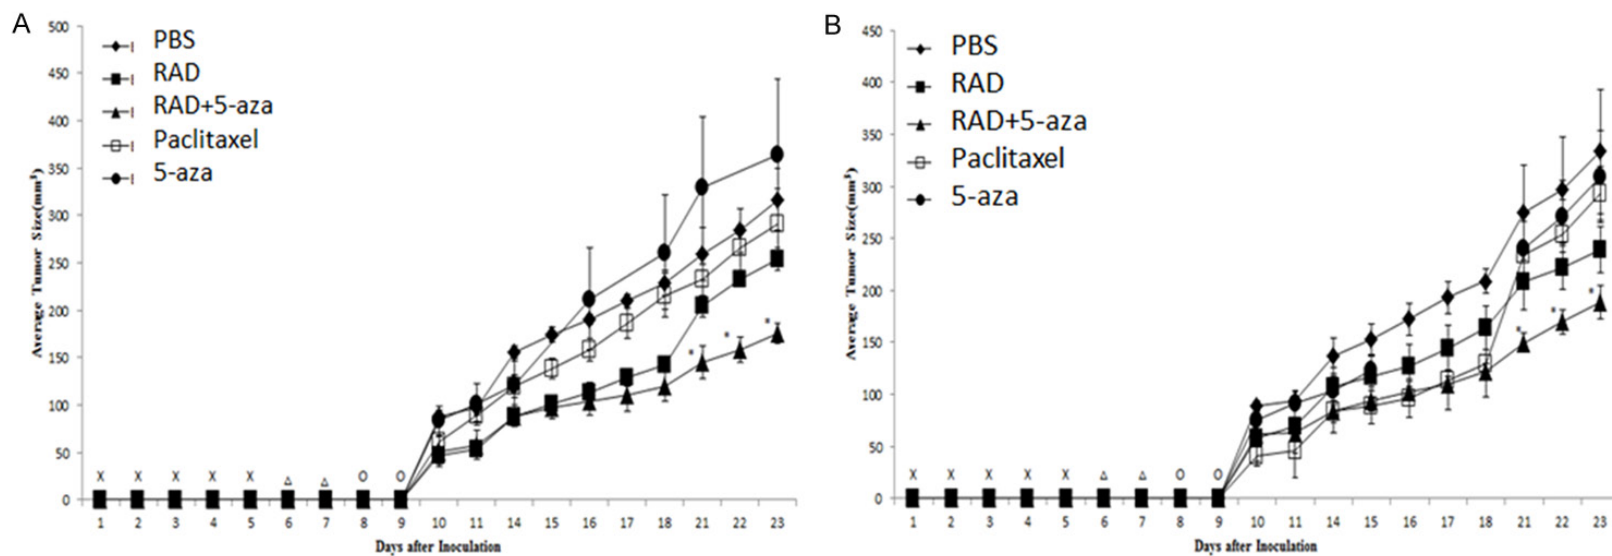 A
500
450
400
350
300
250
200
150
100
50
0
Average Tumor Size(mm³)
PBS
RAD
RAD+5-aza
Paclitaxel
5-aza
X X X X X △ △ O O
* * *
1 2 3 4 5 6 7 8 9 10 11 14 15 16 17 18 21 22 23
Days after Inoculation
B
450
400
350
300
250
200
150
100
50
0
Average Tumor Size(mm³)
PBS
RAD
RAD+5-aza
Paclitaxel
5-aza
X X X X X △ △ O O
* * *
1 2 3 4 5 6 7 8 9 10 11 14 15 16 17 18 21 22 23
Days after Inoculation